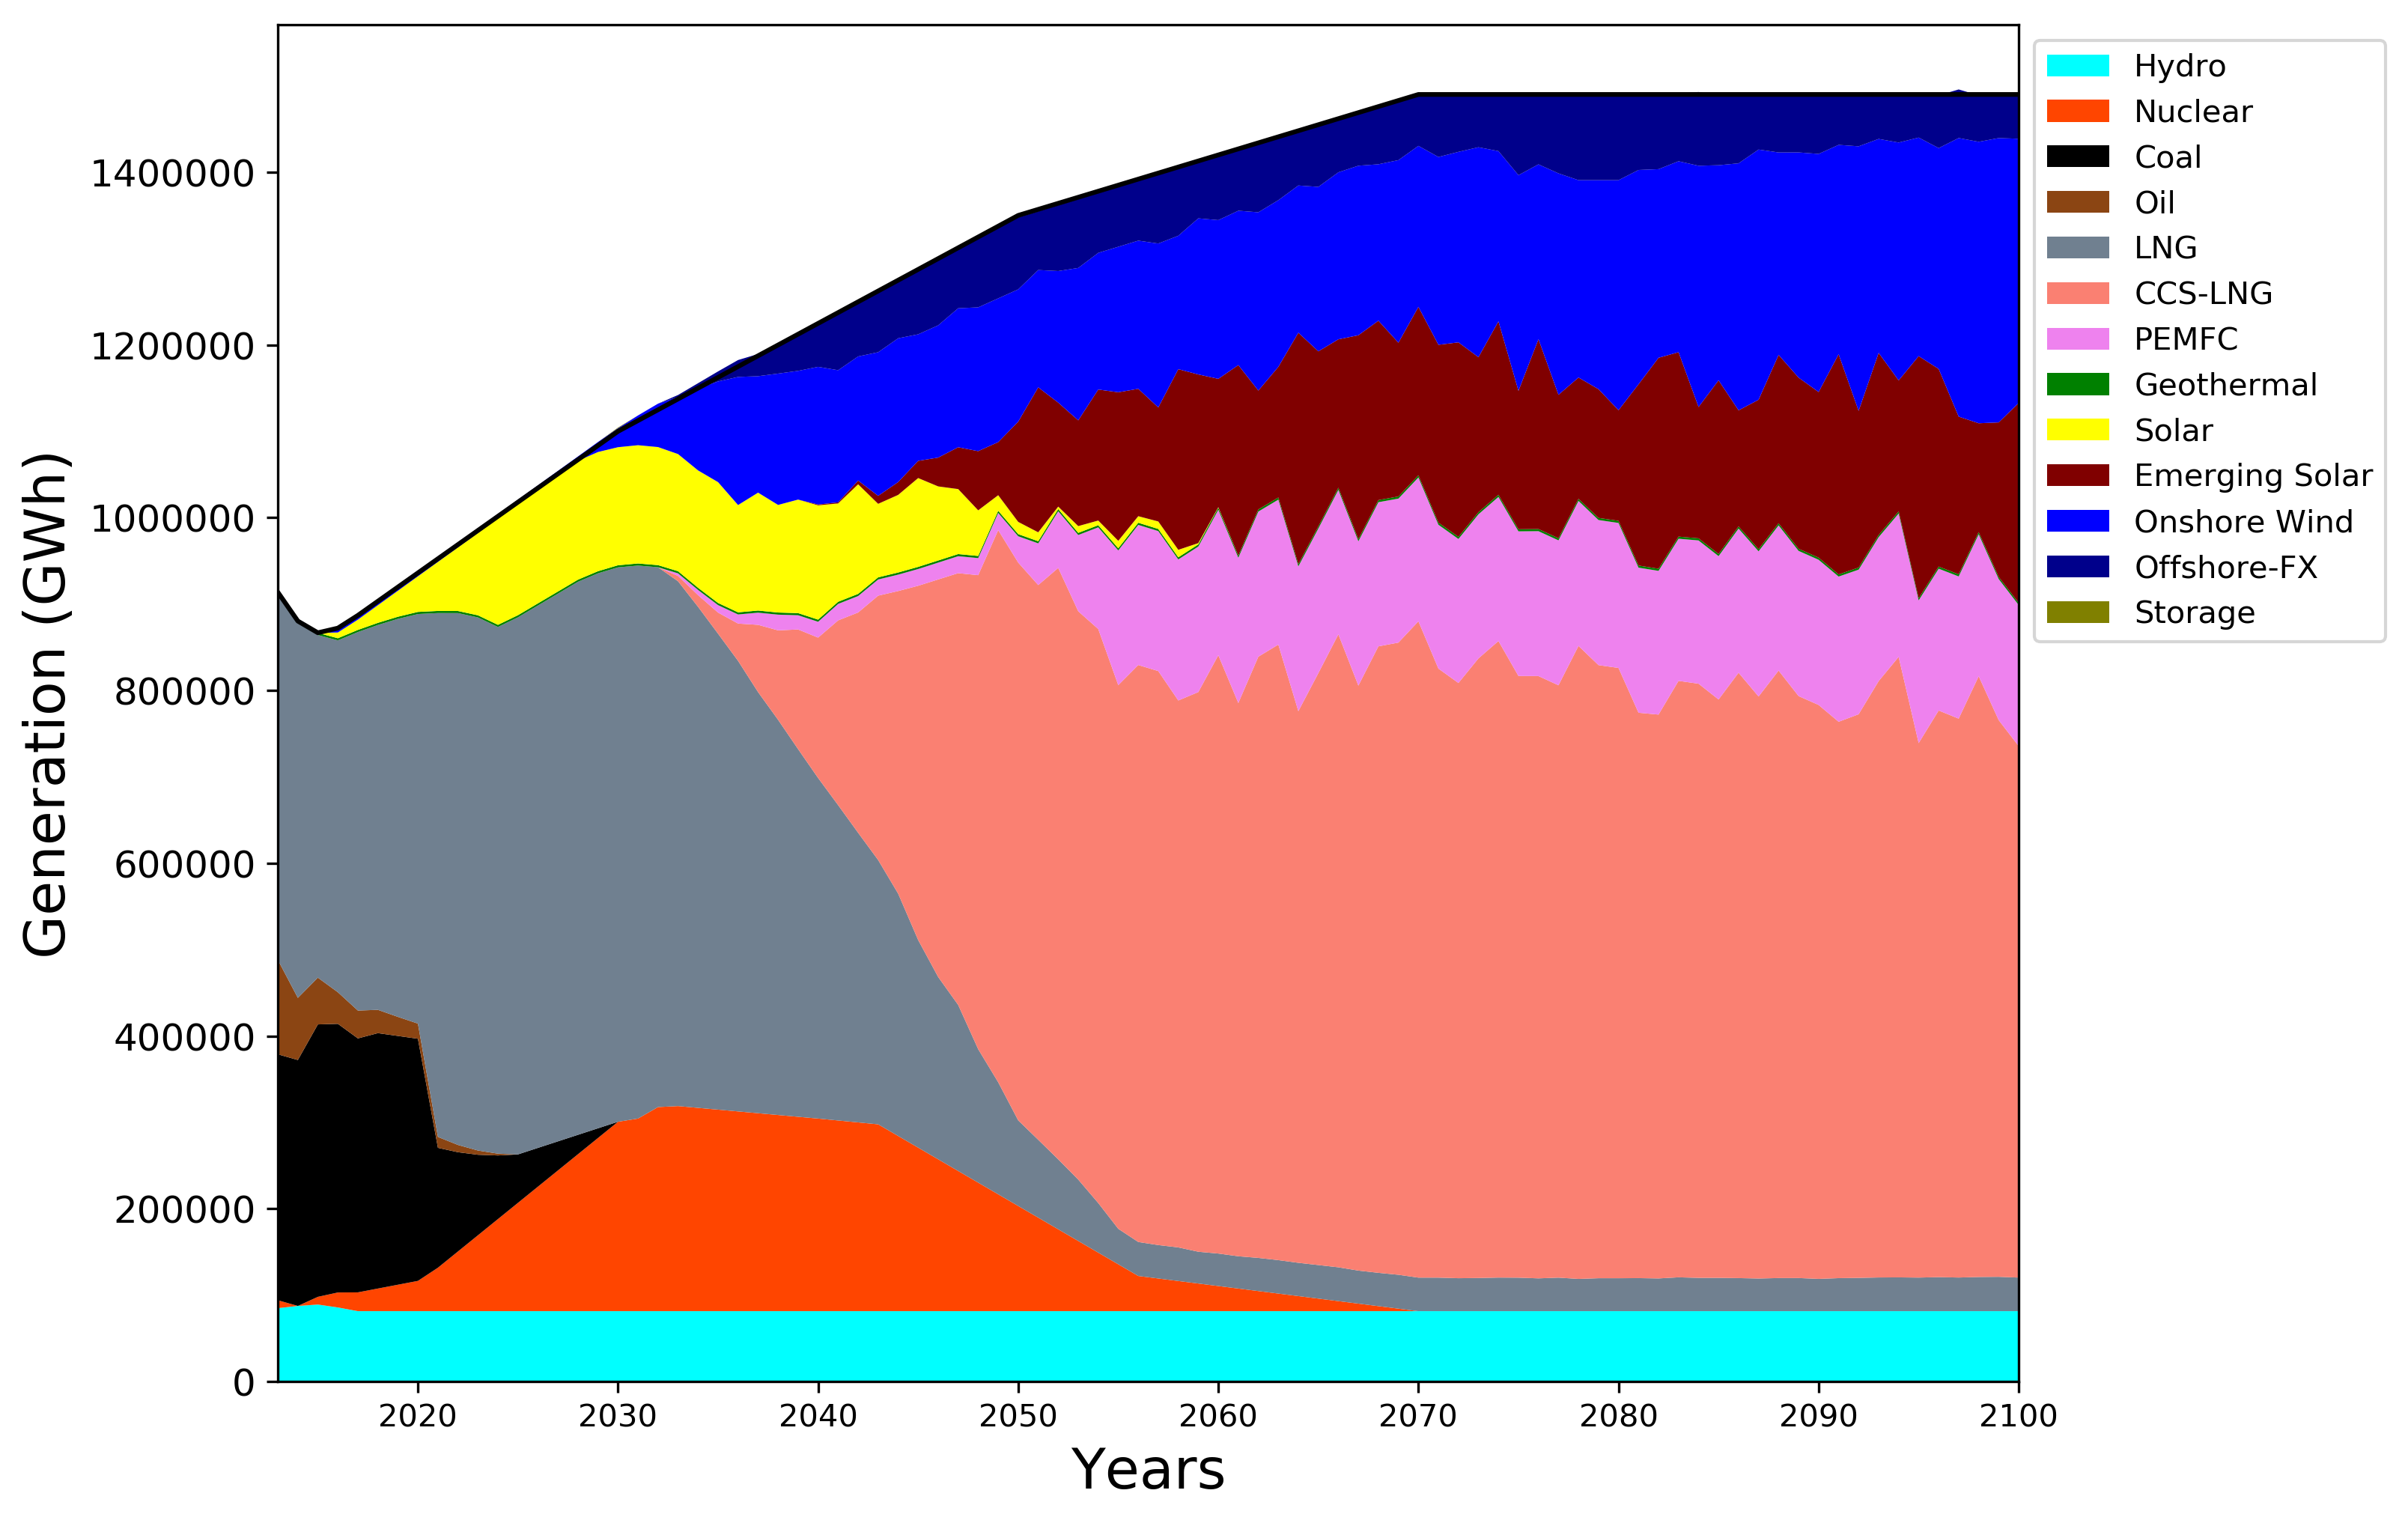 Generation (GWh)
1400000
1200000
1000000
800000
600000
400000
200000
0
2020 2030 2040 2050 2060 2070 2080 2090 2100
Years
Hydro
Nuclear
Coal
Oil
LNG
CCS-LNG
PEMFC
Geothermal
Solar
Emerging Solar
Onshore Wind
Offshore-FX
Storage